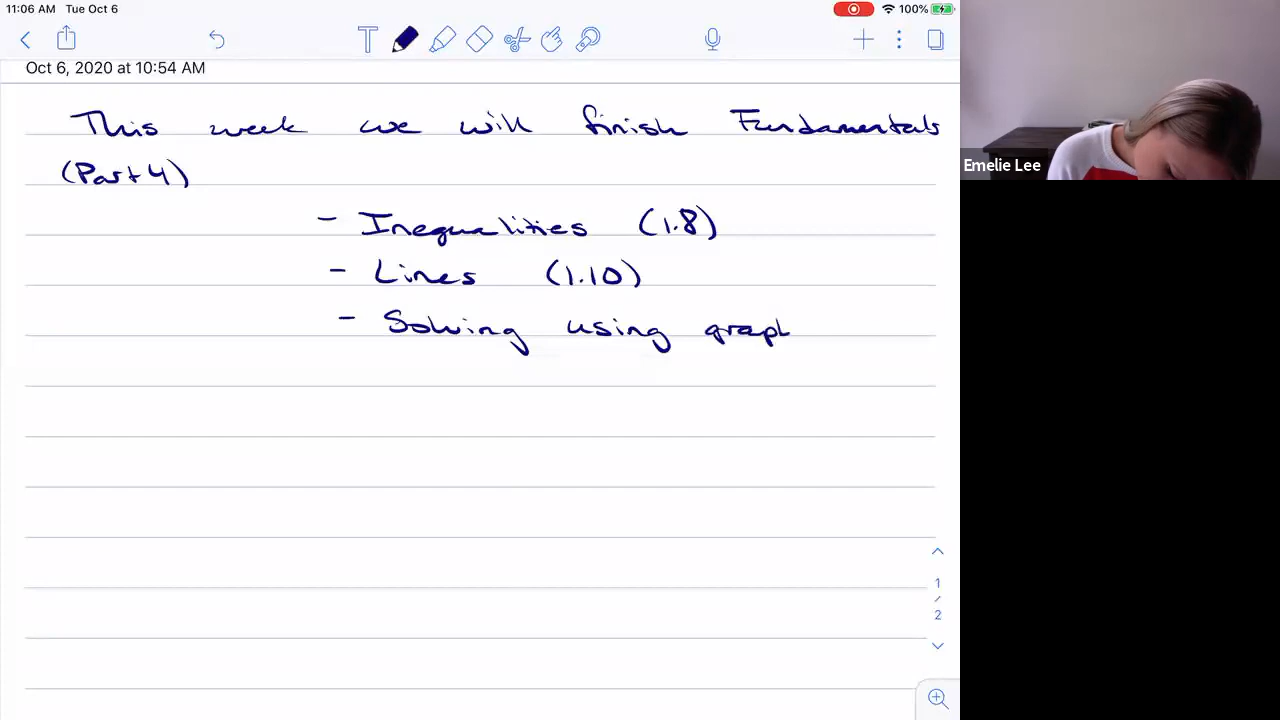 11:06 AM Tue Oct 6
100%
Oct 6, 2020 at 10:54 AM
This week we will finish Fundamentals
(Part 4)
- Inequalities (1.8)
- Lines (1.10)
- Solving using graph
Emelie Lee
1
/
2